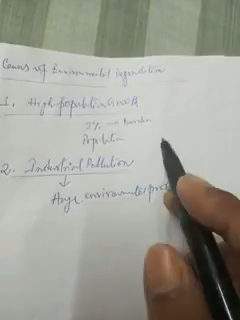 Causes of Environmental Degradation
1. High population Growth
2% → burden
Population
2. Industrial Pollution
↓
Huge environmental